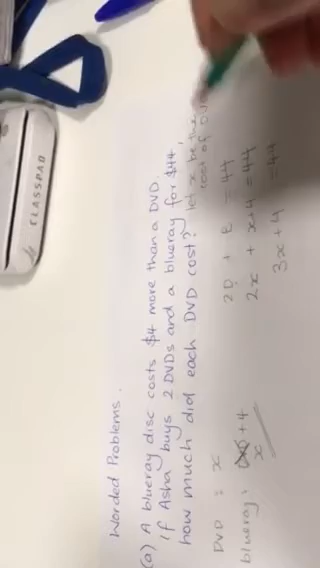 CLASSPAD
Worded Problems.
(a) A blueray disc costs $4 more than a DVD.
If Asha buys 2 DVDs and a blueray for $44,
how much did each DVD cost?
let x be the
cost of DVD
DVD : x
blueray: x + 4
2D + B = 44
2x + x+4 = 44
3x + 4 = 44